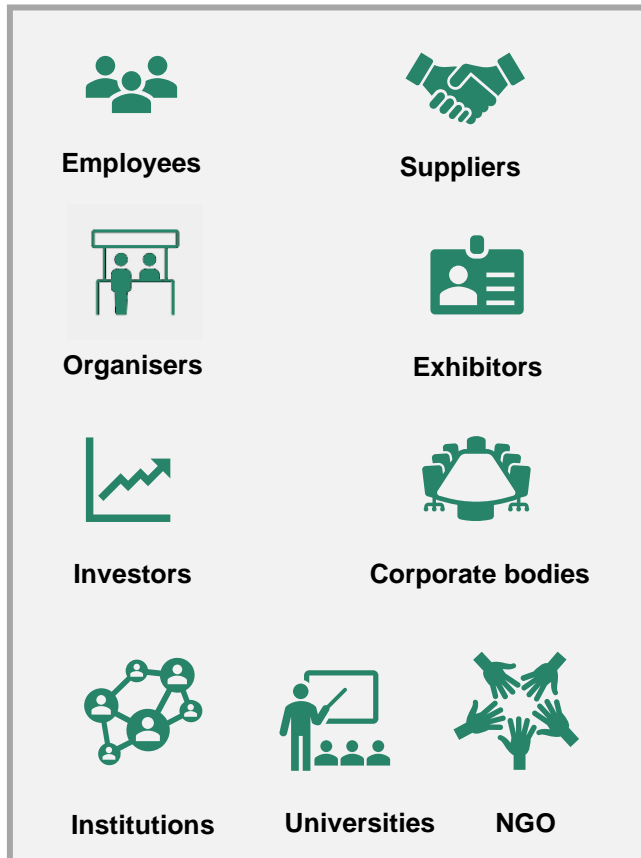 Employees
Suppliers
Organisers
Exhibitors
Investors
Corporate bodies
Institutions
Universities
NGO